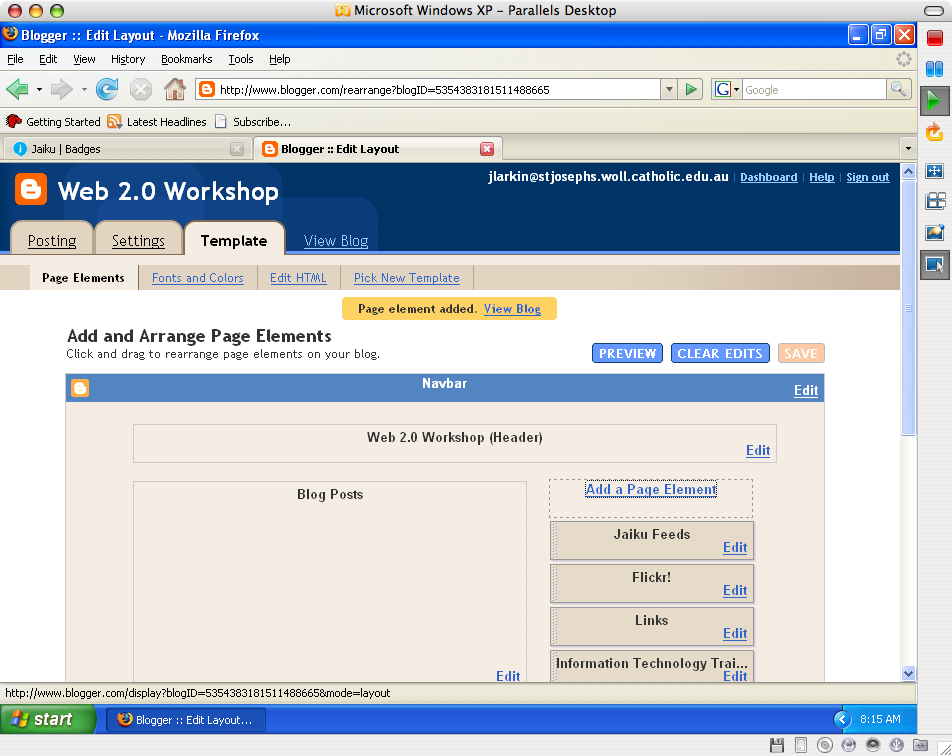 Microsoft Windows XP - Parallels Desktop
Blogger :: Edit Layout - Mozilla Firefox
File Edit View History Bookmarks Tools Help
http://www.blogger.com/rearrange?blogID=5354383181511488665 G Google
Getting Started Latest Headlines Subscribe...
Jaiku | Badges Blogger :: Edit Layout
Web 2.0 Workshop
jlarkin@stjosephs.woll.catholic.edu.au | Dashboard | Help | Sign out
Posting Settings Template View Blog
Page Elements Fonts and Colors Edit HTML Pick New Template
Page element added. View Blog
Add and Arrange Page Elements
Click and drag to rearrange page elements on your blog.
PREVIEW CLEAR EDITS SAVE
Navbar
Edit
Web 2.0 Workshop (Header)
Edit
Blog Posts
Edit
Add a Page Element
Jaiku Feeds
Edit
Flickr!
Edit
Links
Edit
Information Technology Trai...
Edit
http://www.blogger.com/display?blogID=5354383181511488665&mode=layout
start Blogger :: Edit Layout... 8:15 AM